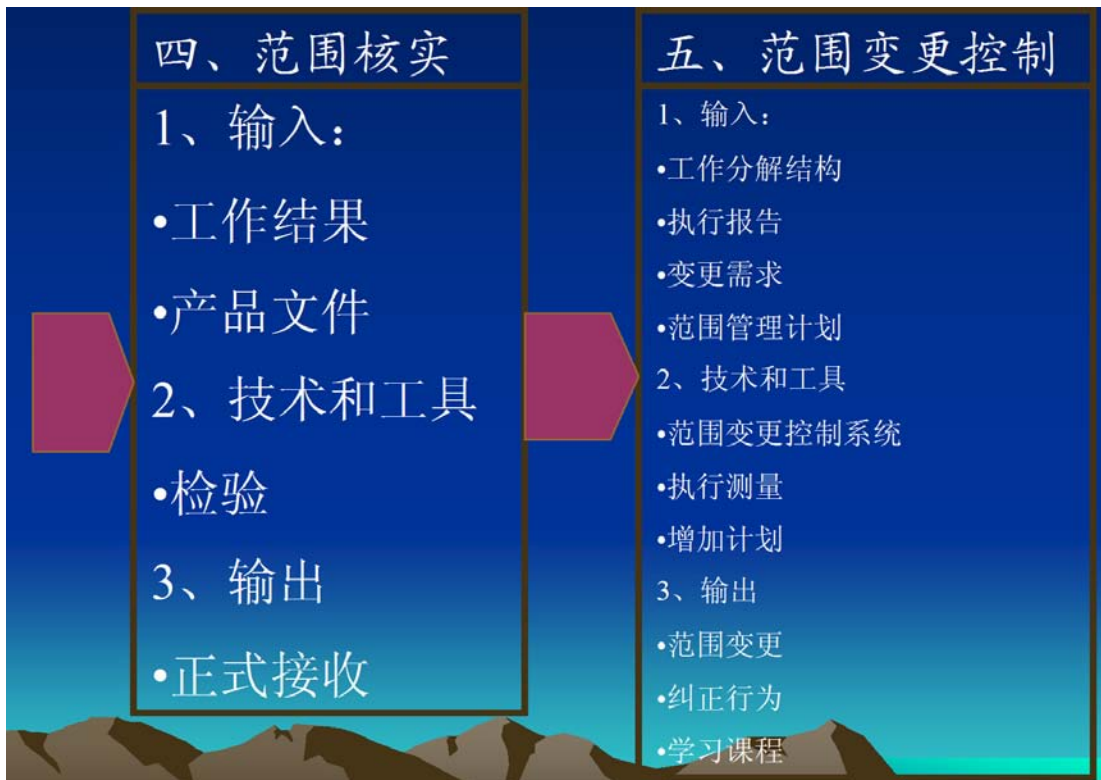 四、范围核实
1、输入：
•工作结果
•产品文件
2、技术和工具
•检验
3、输出
•正式接收
五、范围变更控制
1、输入：
•工作分解结构
•执行报告
•变更需求
•范围管理计划
2、技术和工具
•范围变更控制系统
•执行测量
•增加计划
3、输出
•范围变更
•纠正行为
•学习课程